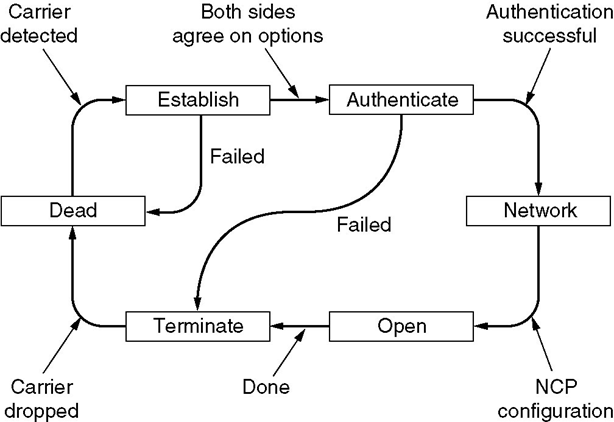 Carrier
detected
Both sides
agree on options
Authentication
successful
Establish
Authenticate
Failed
Dead
Failed
Network
Terminate
Open
Carrier
dropped
Done
NCP
configuration